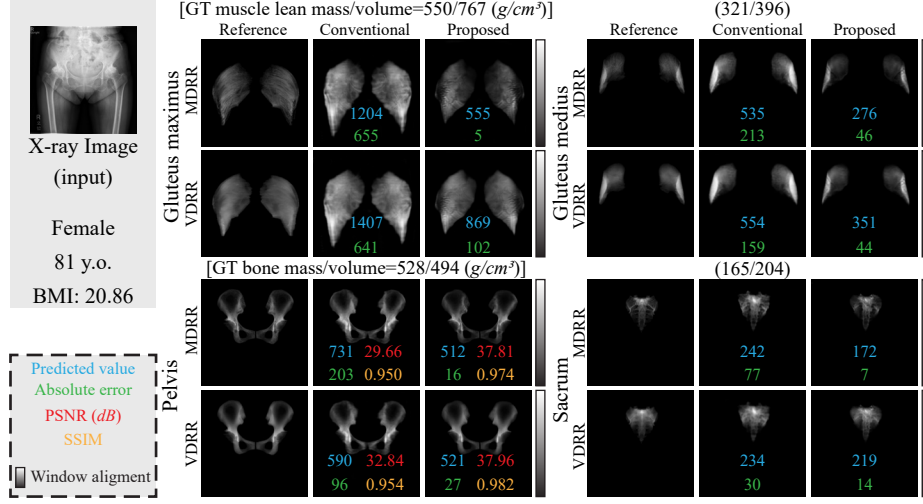 [GT muscle lean mass/volume=550/767 (g/cm³)]
(321/396)
Reference Conventional Proposed
Reference Conventional Proposed
X-ray Image
(input)
Female
81 y.o.
BMI: 20.86
Gluteus maximus
MDRR
1204 555
655 5
VDRR
1407 869
641 102
Gluteus medius
MDRR
535 276
213 46
VDRR
554 351
159 44
[GT bone mass/volume=528/494 (g/cm³)]
(165/204)
Pelvis
MDRR
731 29.66 512 37.81
203 0.950 16 0.974
VDRR
590 32.84 521 37.96
96 0.954 27 0.982
Sacrum
MDRR
242 172
77 7
VDRR
234 219
30 14
Predicted value
Absolute error
PSNR (dB)
SSIM
Window alignment